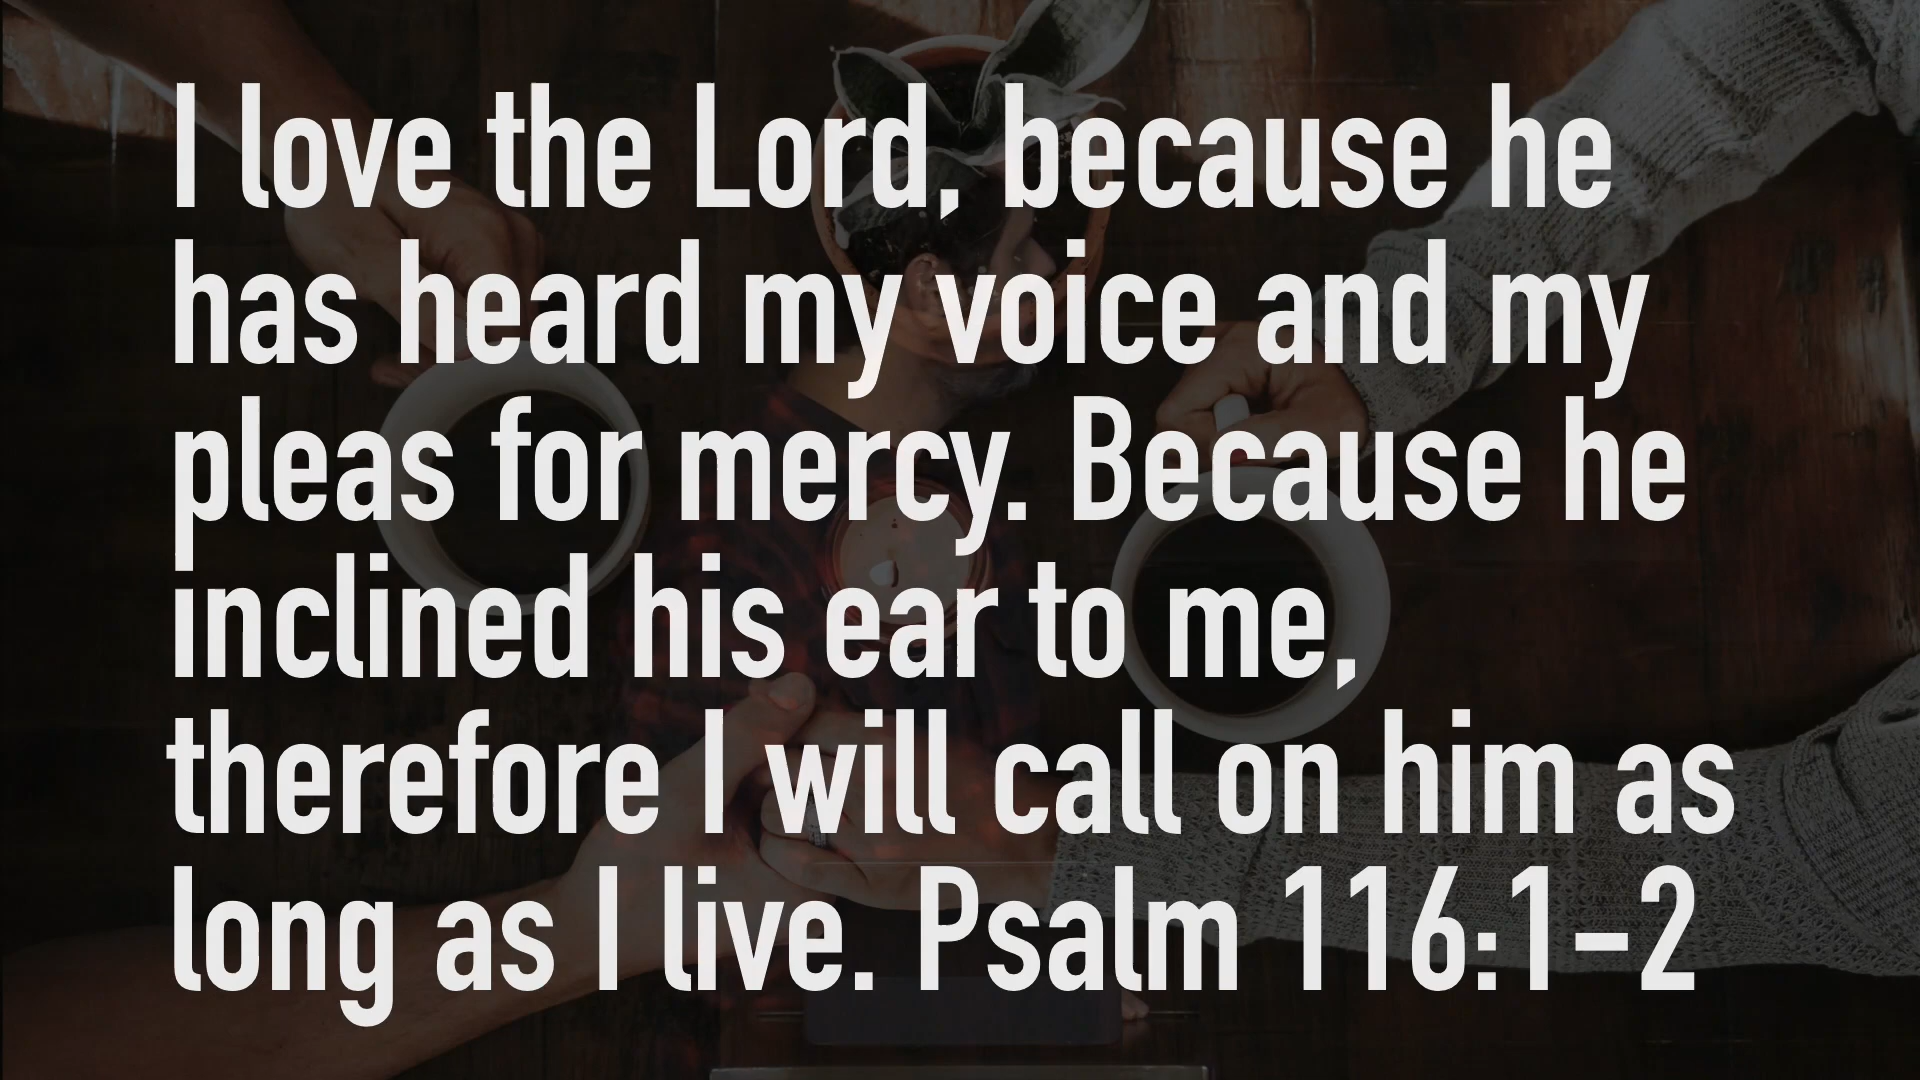 I love the Lord, because he
has heard my voice and my
pleas for mercy. Because he
inclined his ear to me,
therefore I will call on him as
long as I live. Psalm 116:1–2